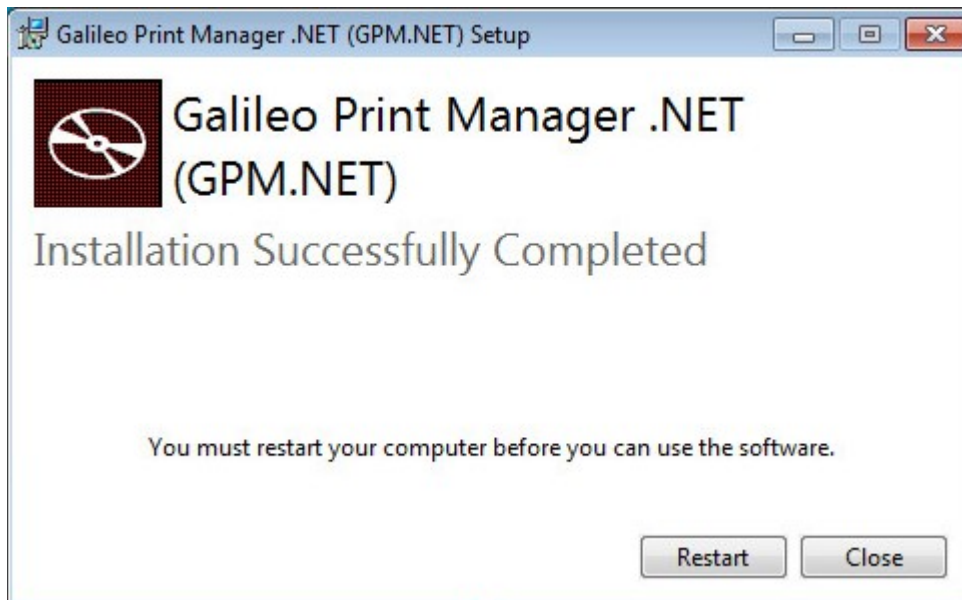 Galileo Print Manager .NET (GPM.NET) Setup
Galileo Print Manager .NET
(GPM.NET)
Installation Successfully Completed
You must restart your computer before you can use the software.
Restart Close